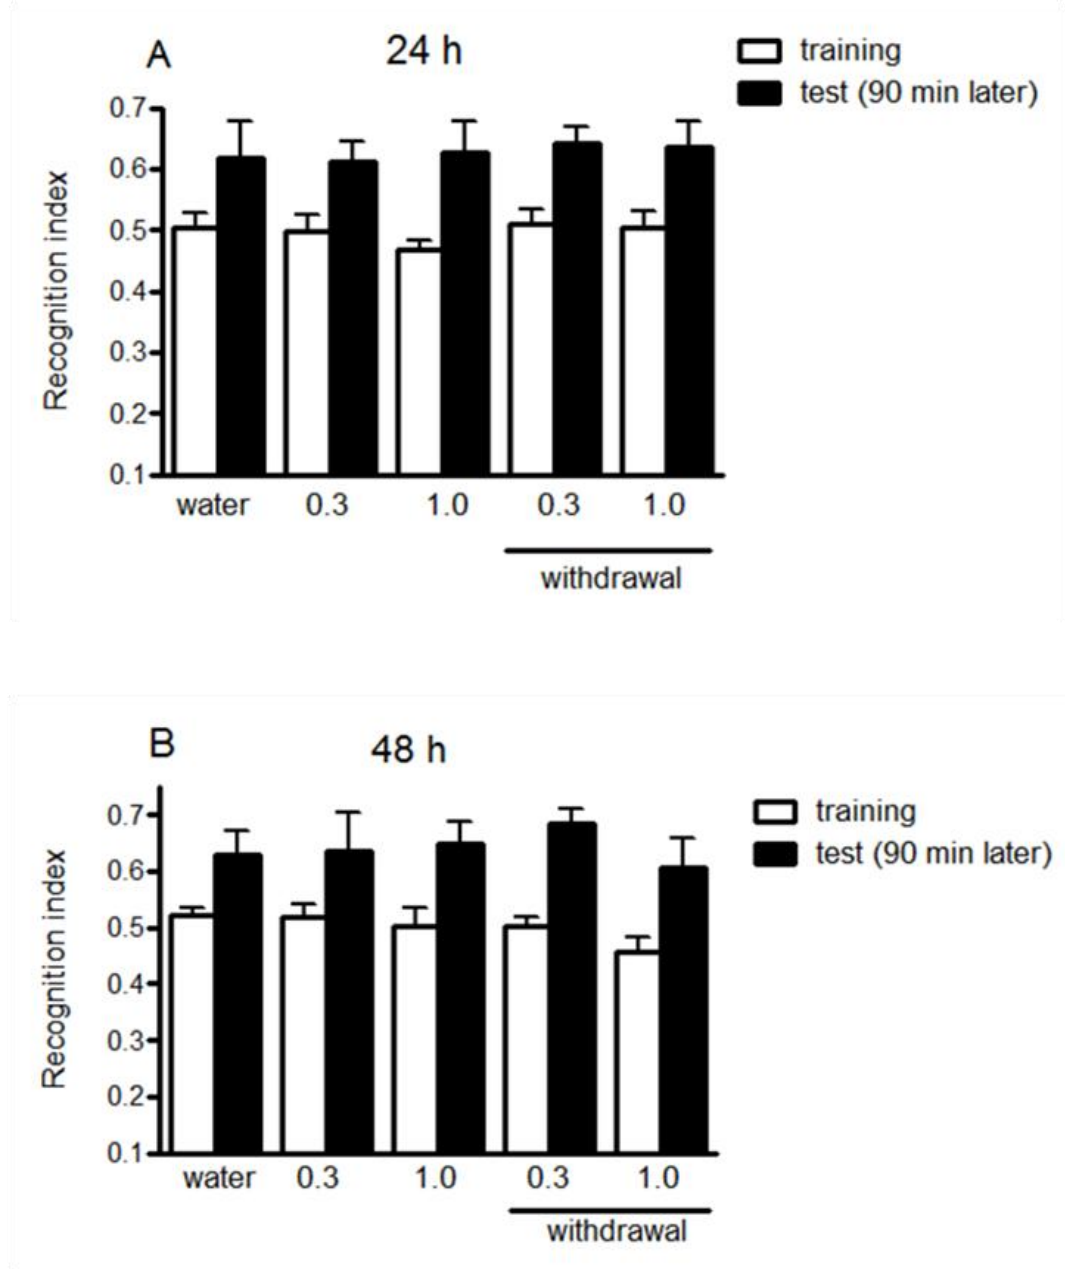 A
24 h
training
test (90 min later)
Recognition index
0.7
0.6
0.5
0.4
0.3
0.2
0.1
water 0.3 1.0 0.3 1.0
withdrawal
B
48 h
training
test (90 min later)
Recognition index
0.7
0.6
0.5
0.4
0.3
0.2
0.1
water 0.3 1.0 0.3 1.0
withdrawal